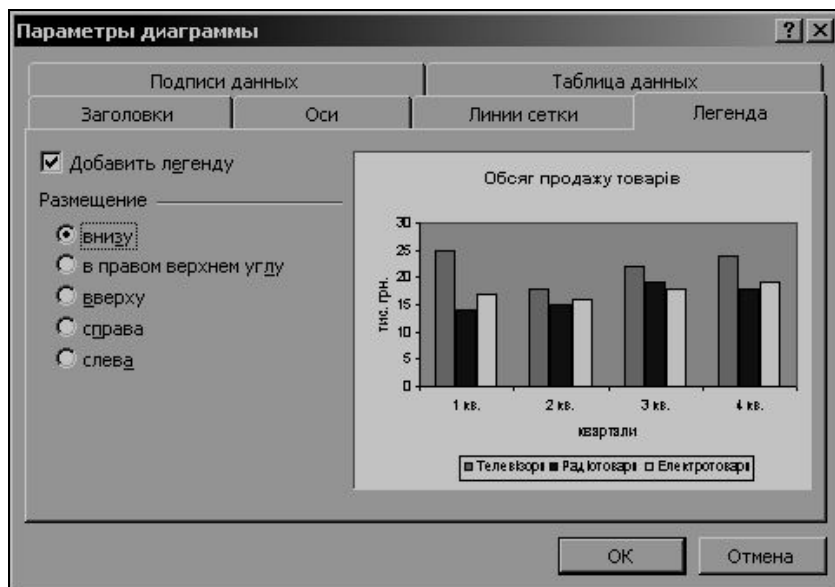 Параметры диаграммы
Подписи данных Таблица данных
Заголовки Оси Линии сетки Легенда
Добавить легенду
Размещение
внизу
в правом верхнем углу
вверху
справа
слева
Обсяг продажу товарів
тис. грн.
30
25
20
15
10
5
0
1 кв. 2 кв. 3 кв. 4 кв.
квартали
Телевізори Радіотовари Електротовари
OK Отмена